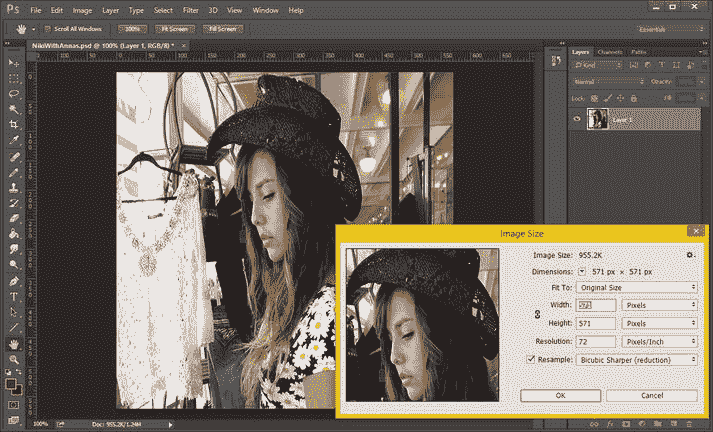 Ps File Edit Image Layer Type Select Filter 3D View Window Help
Scroll All Windows 100% Fit Screen Fill Screen Essentials
NikiWithAnnas.psd @ 100% (Layer 1, RGB/8) *
Layers Channels Paths
Kind
Normal Opacity:
Lock: Fill:
Layer 1
Image Size
Image Size: 955.2K
Dimensions: 571 px × 571 px
Fit To: Original Size
Width: 571 Pixels
Height: 571 Pixels
Resolution: 72 Pixels/Inch
Resample: Bicubic Sharper (reduction)
OK Cancel
100% Doc: 955.2K/1.24M